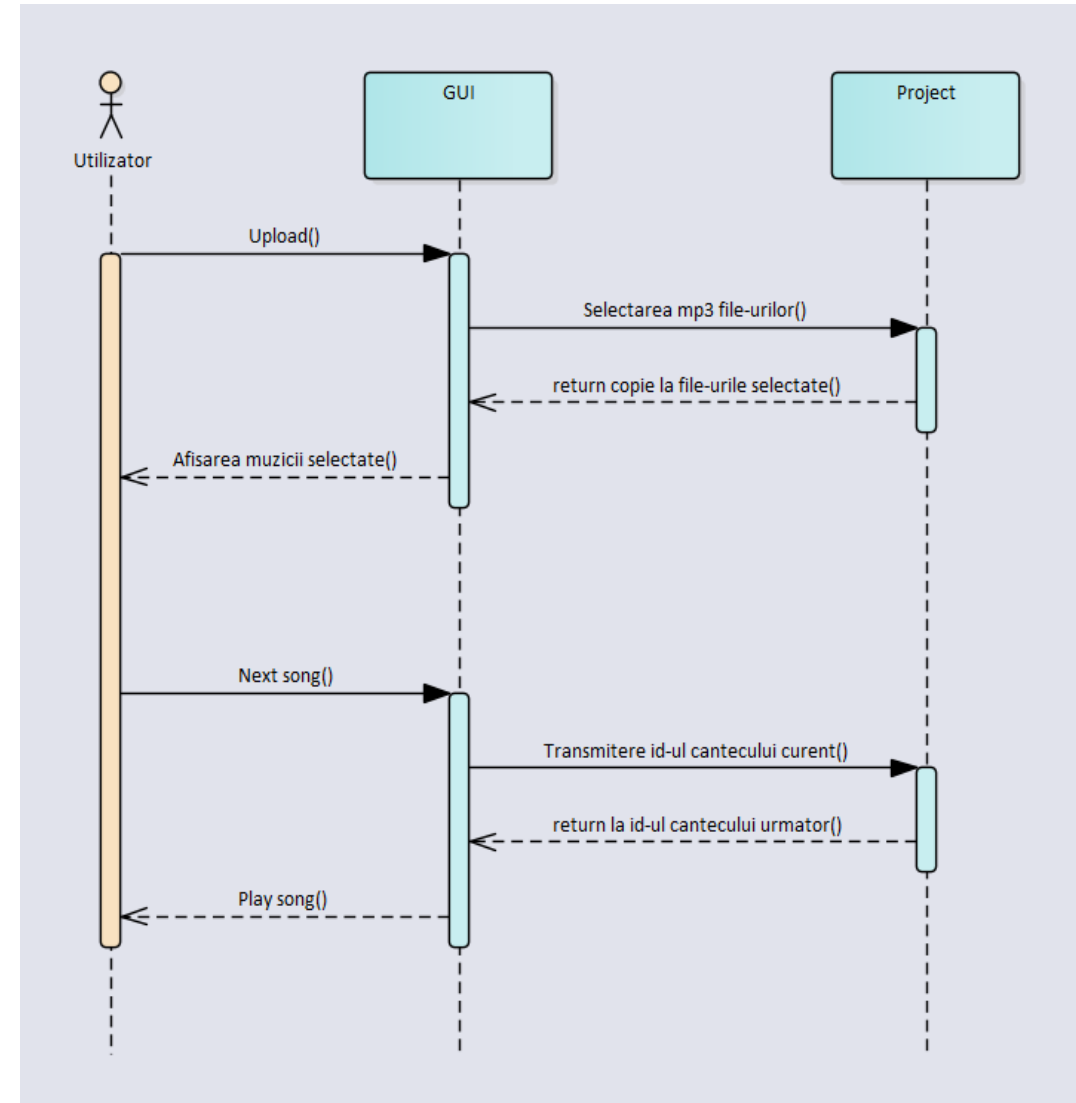 GUI
Project
Utilizator
Upload()
Selectarea mp3 file-urilor()
return copie la file-urile selectate()
Afisarea muzicii selectate()
Next song()
Transmitere id-ul cantecului curent()
return la id-ul cantecului urmator()
Play song()